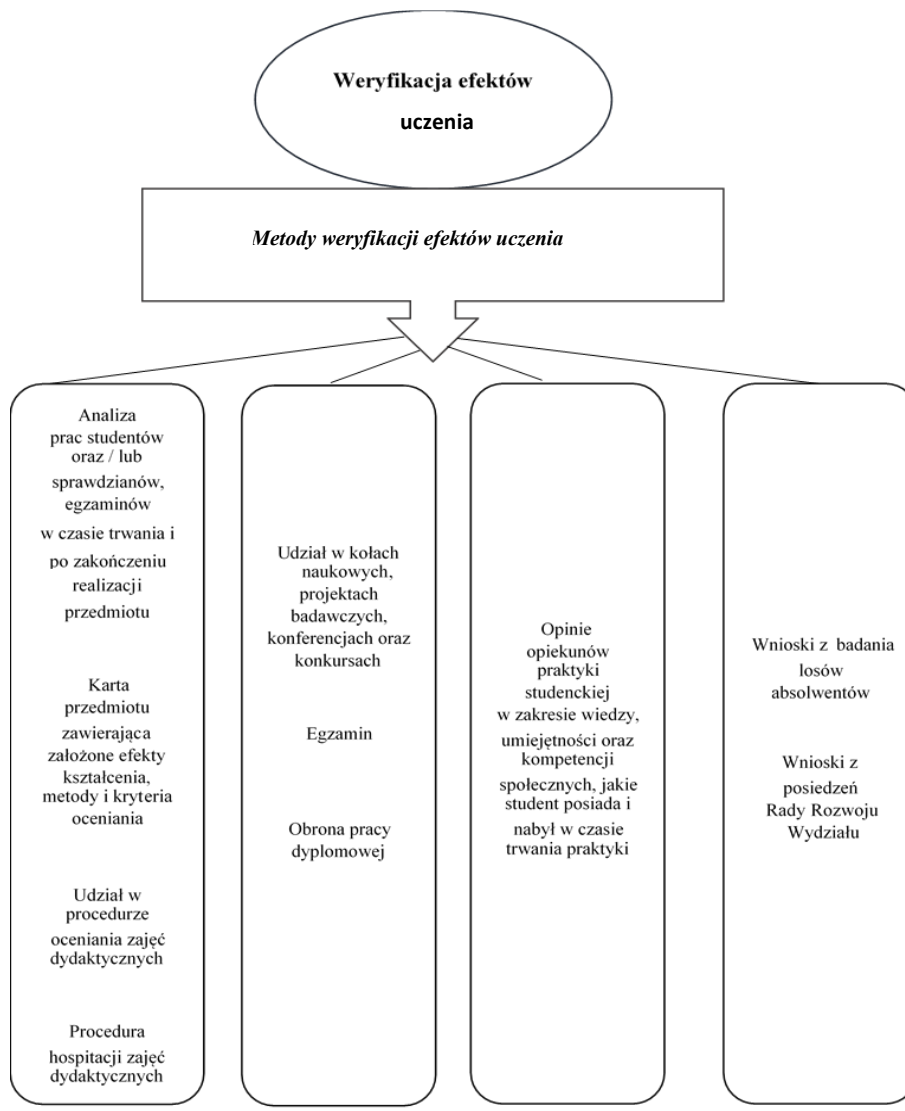 Weryfikacja efektów
uczenia
Metody weryfikacji efektów uczenia
Analiza
prac studentów
oraz / lub
sprawdzianów,
egzaminów
w czasie trwania i
po zakończeniu
realizacji
przedmiotu
Karta
przedmiotu
zawierająca
założone efekty
kształcenia,
metody i kryteria
oceniania
Udział w
procedurze
oceniania zajęć
dydaktycznych
Procedura
hospitacji zajęć
dydaktycznych
Udział w kołach
naukowych,
projektach
badawczych,
konferencjach oraz
konkursach
Egzamin
Obrona pracy
dyplomowej
Opinie
opiekunów
praktyki
studenckiej
w zakresie wiedzy,
umiejętności oraz
kompetencji
społecznych, jakie
student posiada i
nabył w czasie
trwania praktyki
Wnioski z badania
losów
absolwentów
Wnioski z
posiedzeń
Rady Rozwoju
Wydziału